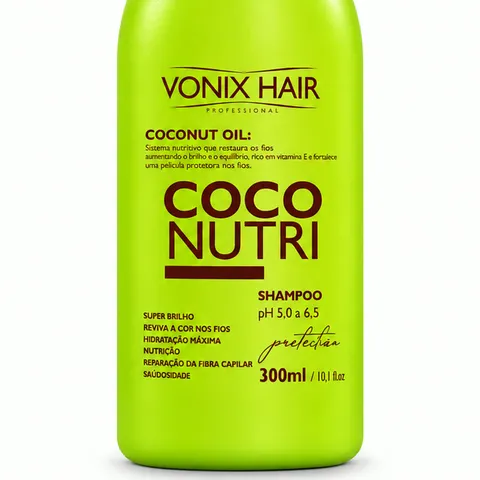 VONIX HAIR
PROFESSIONAL
COCONUT OIL:
Sistema nutritivo que restaura os fios
aumentando o brilho e o equilíbrio, rico em vitamina E e fortalece
uma película protetora nos fios.
COCO
NUTRI
SHAMPOO
pH 5,0 a 6,5
SUPER BRILHO
REVIVA A COR NOS FIOS
HIDRATAÇÃO MÁXIMA
NUTRIÇÃO
REPARAÇÃO DA FIBRA CAPILAR
SAÚDOSIDADE
300ml / 10,1 fl.oz